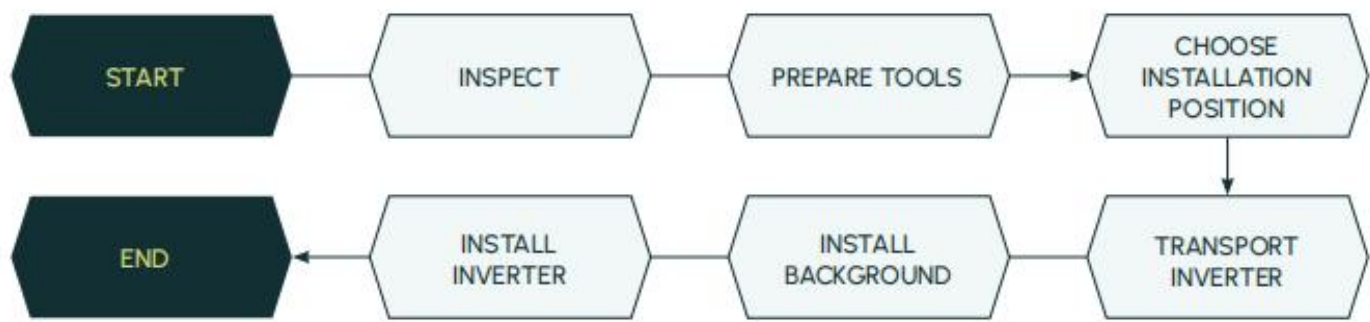 START
INSPECT
PREPARE TOOLS
CHOOSE
INSTALLATION
POSITION
TRANSPORT
INVERTER
INSTALL
BACKGROUND
INSTALL
INVERTER
END